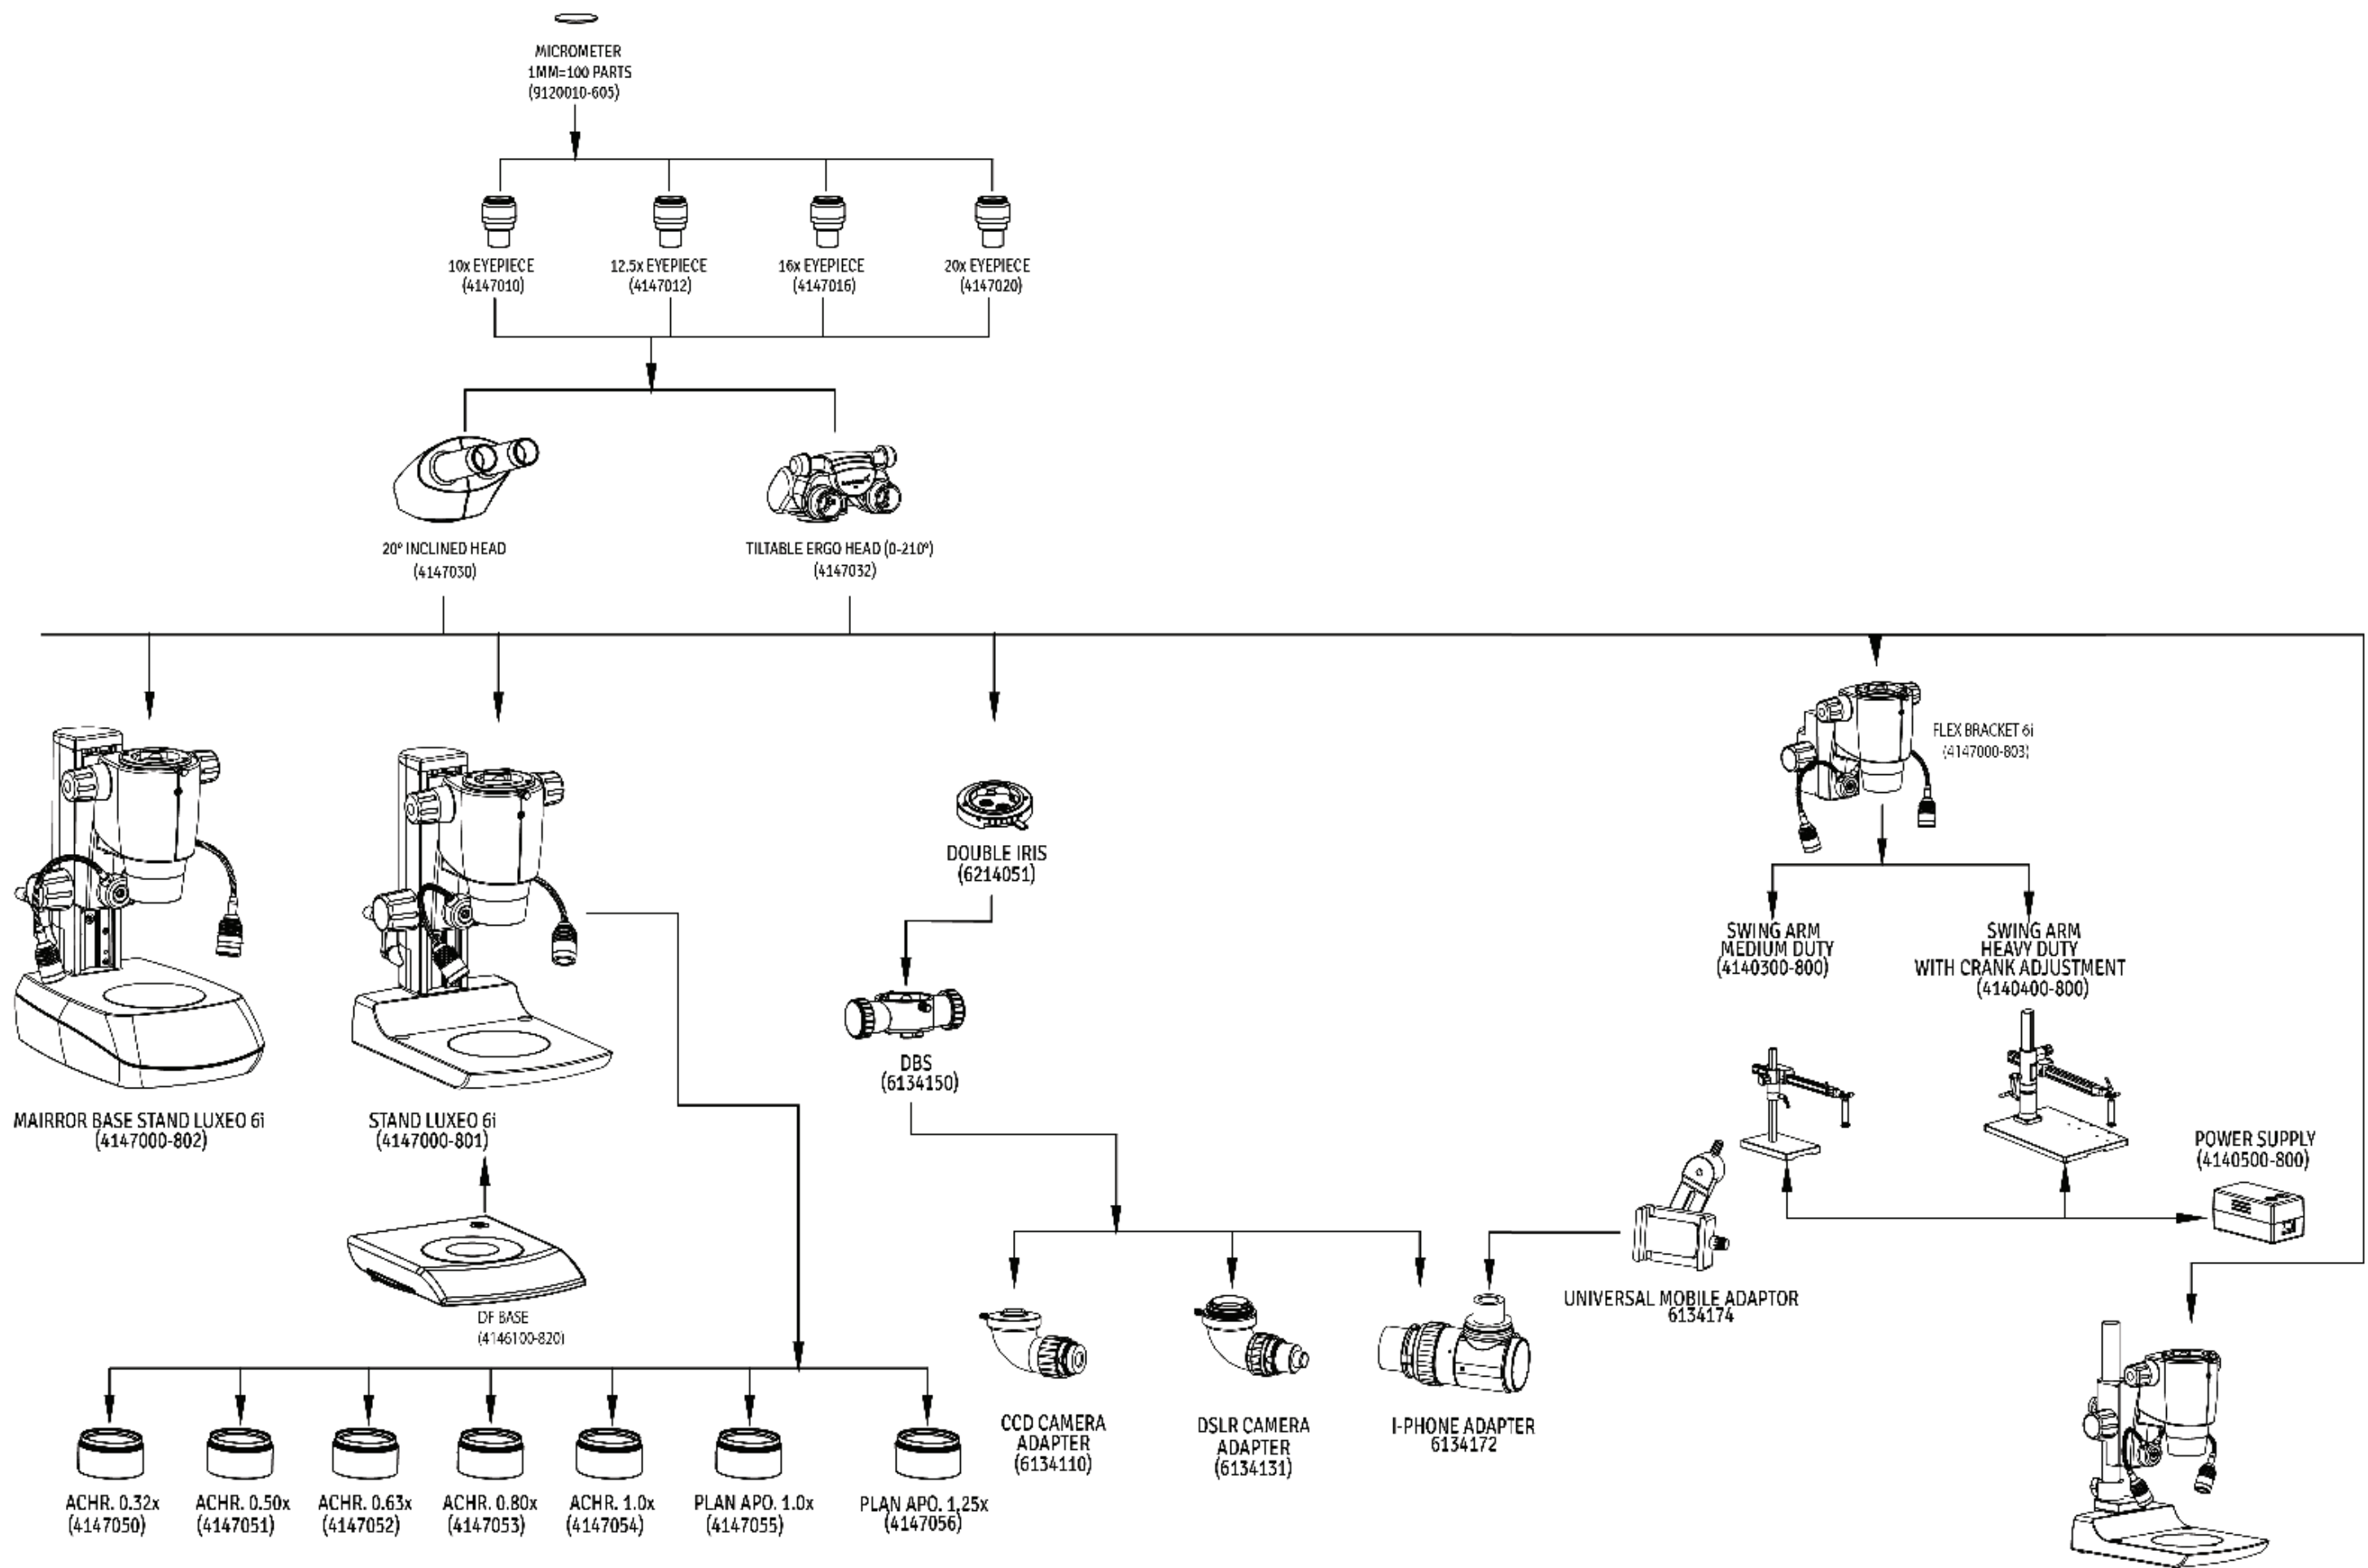 MICROMETER
1MM=100 PARTS
(9120010-605)
10x EYEPIECE
(4147010)
12.5x EYEPIECE
(4147012)
16x EYEPIECE
(4147016)
20x EYEPIECE
(4147020)
20° INCLINED HEAD
(4147030)
TILTABLE ERGO HEAD (0-210°)
(4147032)
MAIRROR BASE STAND LUXEO 6i
(4147000-802)
STAND LUXEO 6i
(4147000-801)
DF BASE
(4146100-820)
DOUBLE IRIS
(6214051)
DBS
(6134150)
FLEX BRACKET 6i
(4147000-803)
SWING ARM
MEDIUM DUTY
(4140300-800)
SWING ARM
HEAVY DUTY
WITH CRANK ADJUSTMENT
(4140400-800)
POWER SUPPLY
(4140500-800)
UNIVERSAL MOBILE ADAPTOR
6134174
CCD CAMERA
ADAPTER
(6134110)
DSLR CAMERA
ADAPTER
(6134131)
I-PHONE ADAPTER
6134172
ACHR. 0.32x
(4147050)
ACHR. 0.50x
(4147051)
ACHR. 0.63x
(4147052)
ACHR. 0.80x
(4147053)
ACHR. 1.0x
(4147054)
PLAN APO. 1.0x
(4147055)
PLAN APO. 1,25x
(4147056)